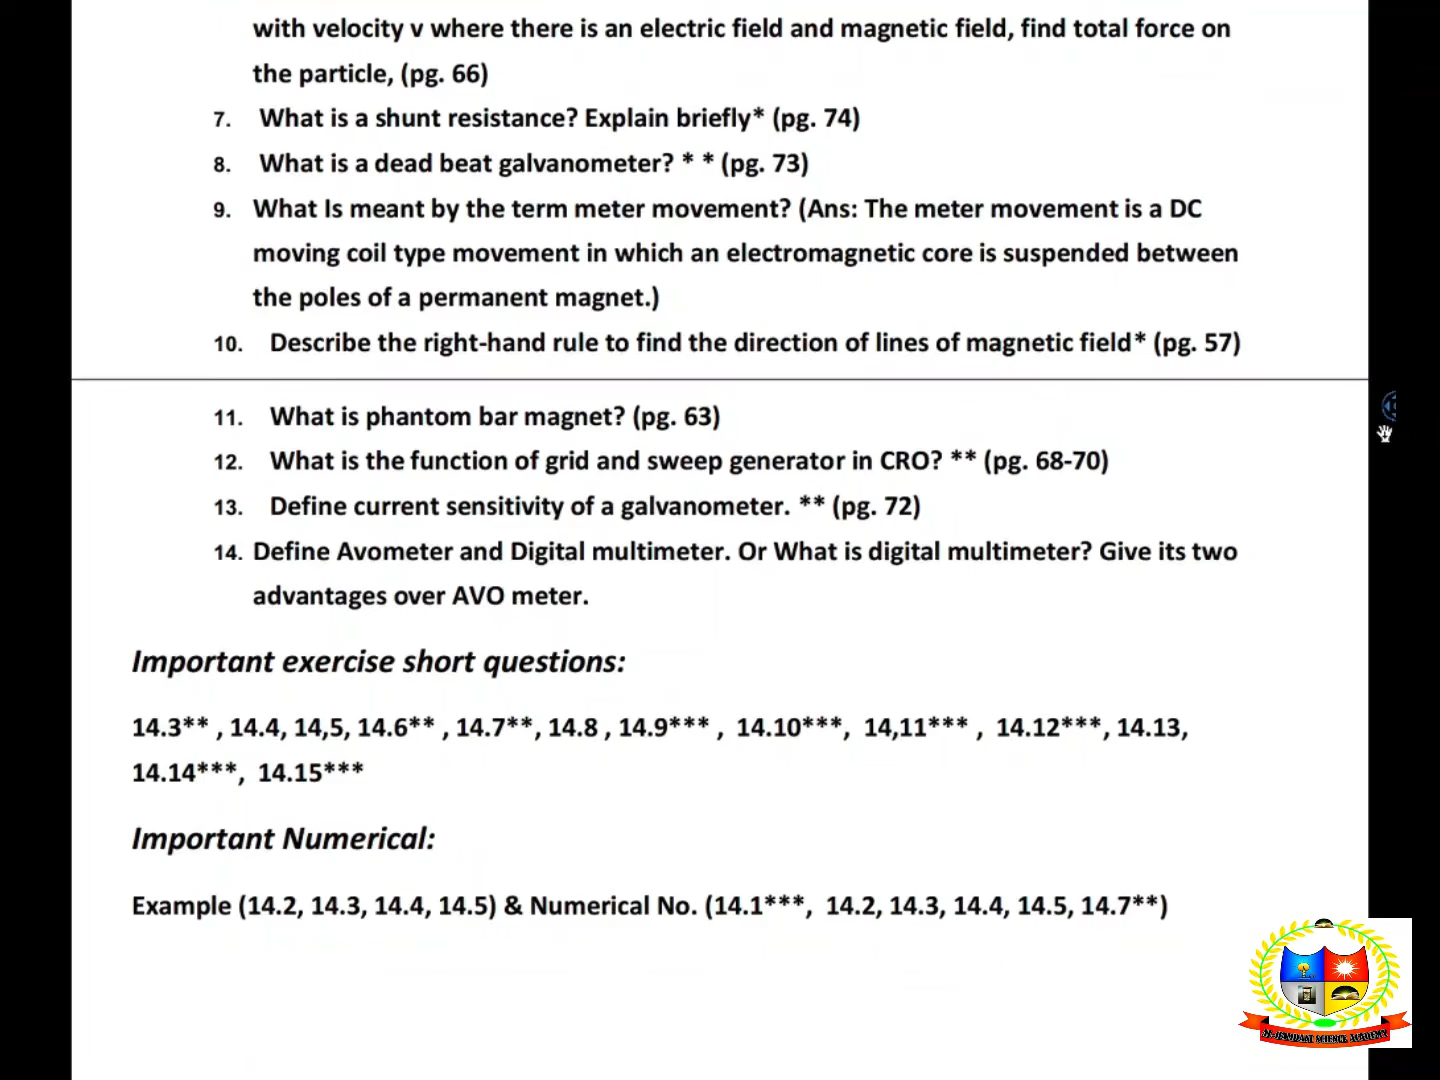 with velocity v where there is an electric field and magnetic field, find total force on
the particle, (pg. 66)
7. What is a shunt resistance? Explain briefly* (pg. 74)
8. What is a dead beat galvanometer? * * (pg. 73)
9. What Is meant by the term meter movement? (Ans: The meter movement is a DC
moving coil type movement in which an electromagnetic core is suspended between
the poles of a permanent magnet.)
10. Describe the right-hand rule to find the direction of lines of magnetic field* (pg. 57)
11. What is phantom bar magnet? (pg. 63)
12. What is the function of grid and sweep generator in CRO? ** (pg. 68-70)
13. Define current sensitivity of a galvanometer. ** (pg. 72)
14. Define Avometer and Digital multimeter. Or What is digital multimeter? Give its two
advantages over AVO meter.
Important exercise short questions:
14.3** , 14.4, 14,5, 14.6** , 14.7**, 14.8 , 14.9*** , 14.10***, 14,11*** , 14.12***, 14.13,
14.14***, 14.15***
Important Numerical:
Example (14.2, 14.3, 14.4, 14.5) & Numerical No. (14.1***, 14.2, 14.3, 14.4, 14.5, 14.7**)
SCIENCE ACADEMY